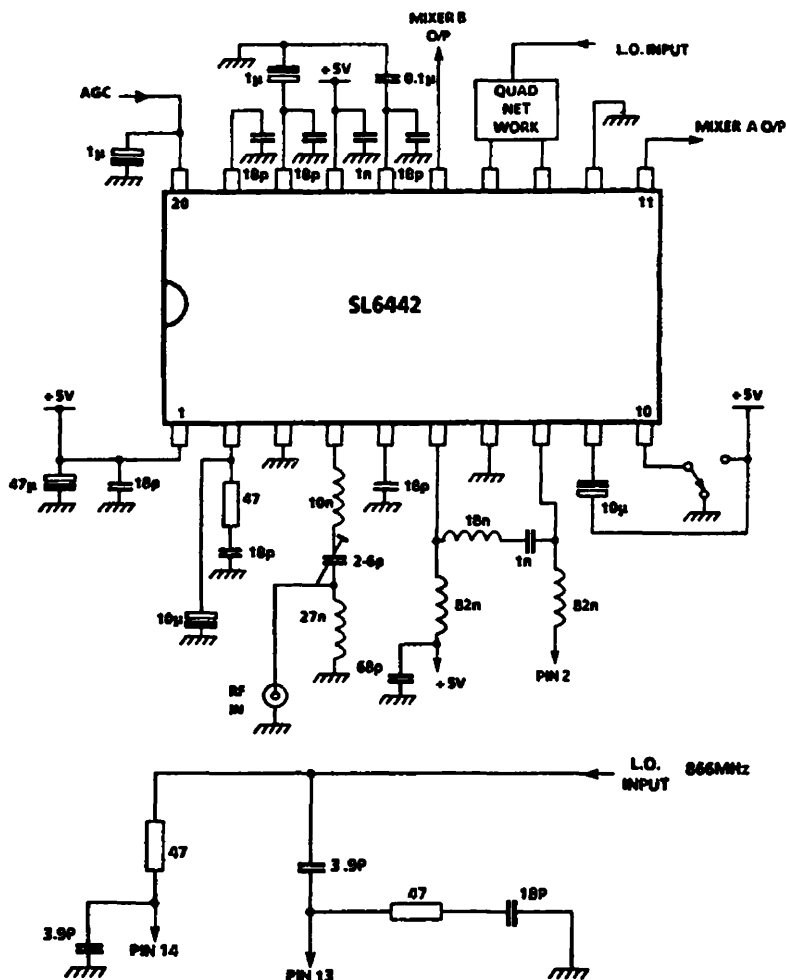 MIXER B
O/P
L.O. INPUT
+5V
1μ
0.1μ
AGC
QUAD
NET
WORK
MIXER A O/P
1μ
18p
18p
1n
18p
20
11
SL6442
+5V
1
10
+5V
47μ
18p
47
10n
18p
10μ
18n
18p
2-6p
1n
27n
82n
82n
10μ
68p
+5V
PIN 2
RF
IN
L.O.
INPUT
866MHz
47
3.9P
47
18P
3.9P
PIN 14
PIN 13